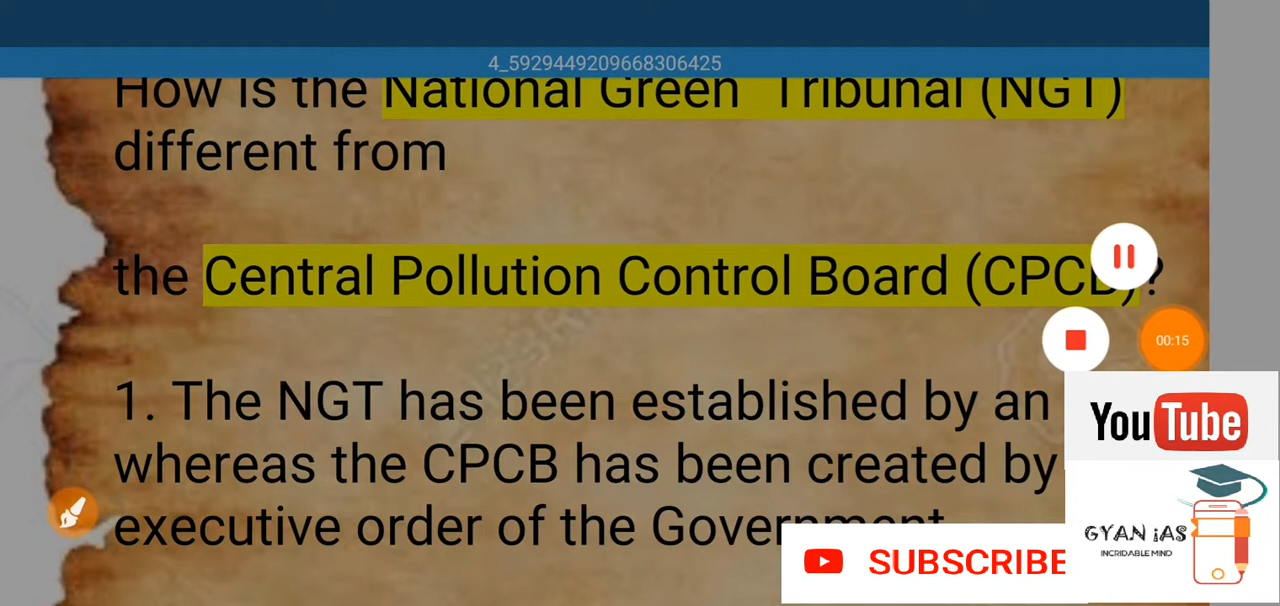 4_5929449209668306425
How is the National Green Tribunal (NGT)
different from
the Central Pollution Control Board (CPCB)?
00:15
1. The NGT has been established by an
whereas the CPCB has been created by
executive order of the Government
YouTube
GYAN iAS
INCRIDABLE MIND
SUBSCRIBE